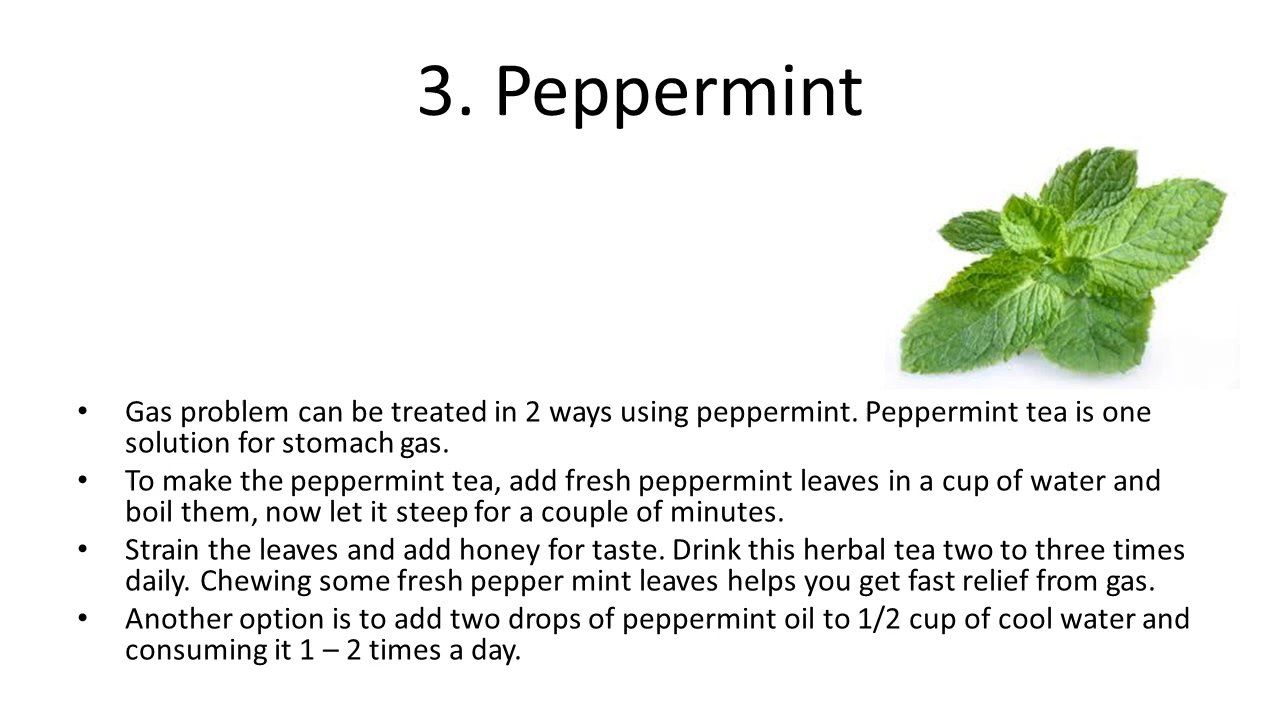 3. Peppermint
• Gas problem can be treated in 2 ways using peppermint. Peppermint tea is one
solution for stomach gas.
• To make the peppermint tea, add fresh peppermint leaves in a cup of water and
boil them, now let it steep for a couple of minutes.
• Strain the leaves and add honey for taste. Drink this herbal tea two to three times
daily. Chewing some fresh pepper mint leaves helps you get fast relief from gas.
• Another option is to add two drops of peppermint oil to 1/2 cup of cool water and
consuming it 1 – 2 times a day.